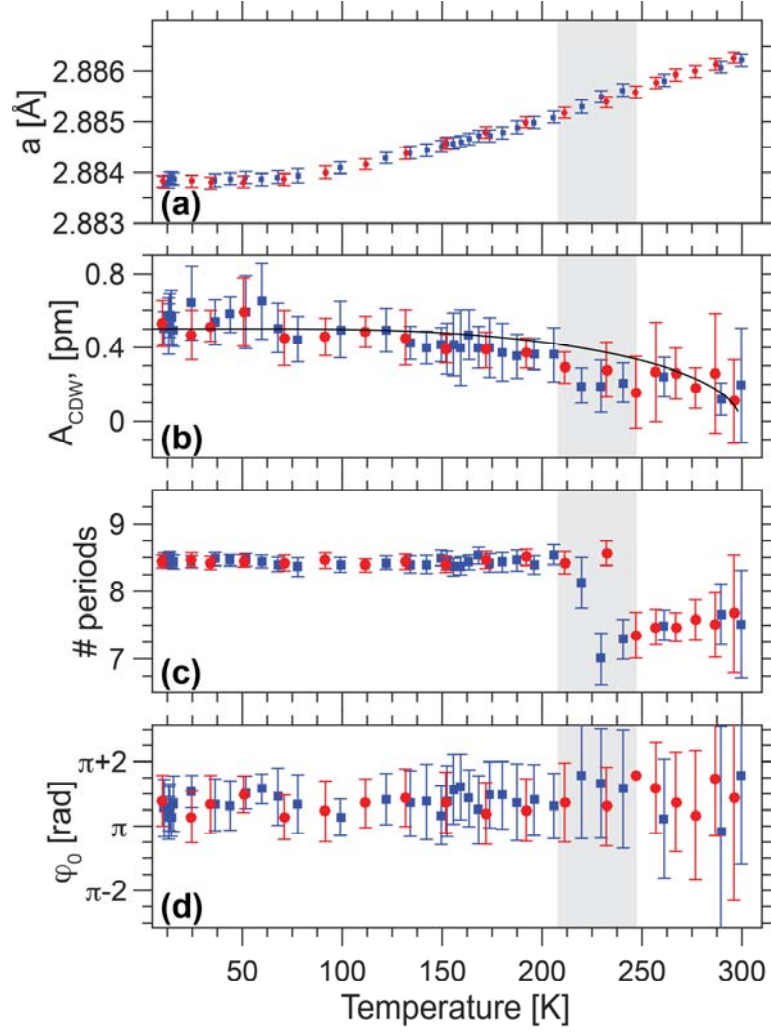 2.886
2.885
2.884
2.883
a [Å]
(a)
0.8
0.4
0
A_CDW, [pm]
(b)
9
8
7
# periods
(c)
π+2
π
π-2
φ₀ [rad]
(d)
50 100 150 200 250 300
Temperature [K]